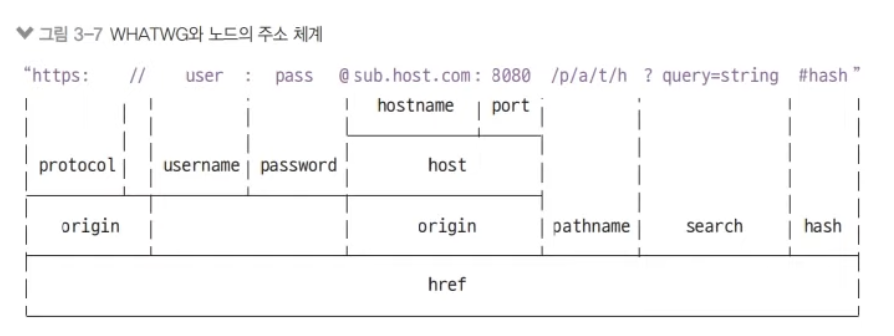 그림 3-7 WHATWG와 노드의 주소 체계
"https: // user : pass @ sub.host.com : 8080 /p/a/t/h ? query=string #hash"
hostname port
protocol username password host
origin origin pathname search hash
href